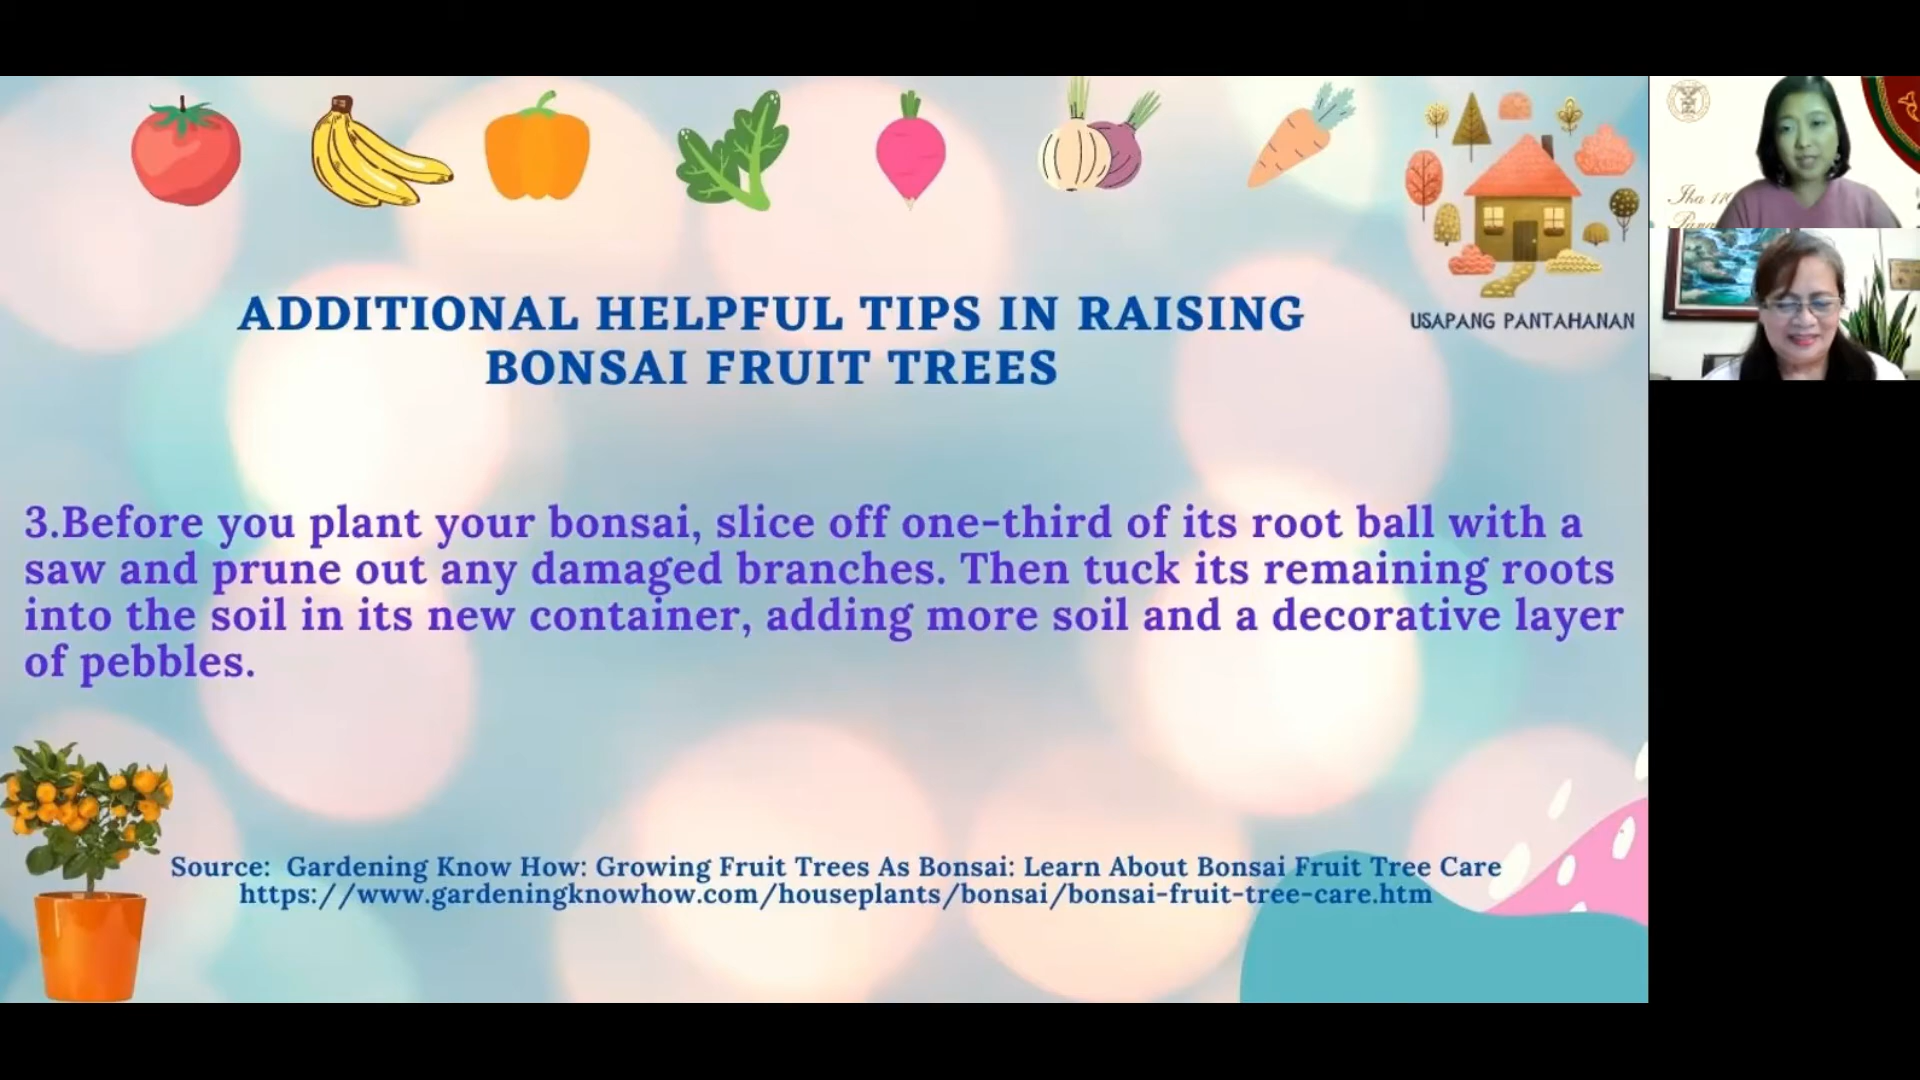 ADDITIONAL HELPFUL TIPS IN RAISING
BONSAI FRUIT TREES
USAPANG PANTAHANAN
3.Before you plant your bonsai, slice off one-third of its root ball with a
saw and prune out any damaged branches. Then tuck its remaining roots
into the soil in its new container, adding more soil and a decorative layer
of pebbles.
Source: Gardening Know How: Growing Fruit Trees As Bonsai: Learn About Bonsai Fruit Tree Care
https://www.gardeningknowhow.com/houseplants/bonsai/bonsai-fruit-tree-care.htm
Ika